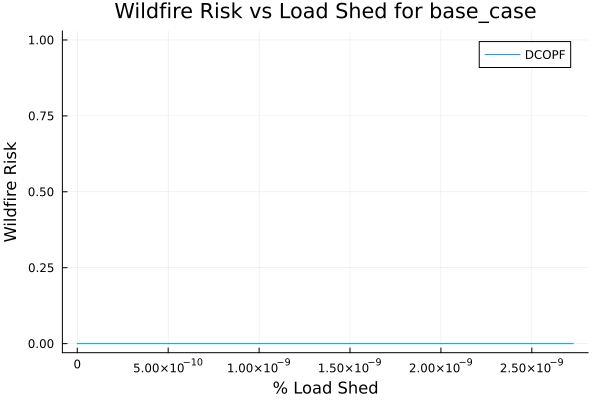 Wildfire Risk vs Load Shed for base_case
1.00
DCOPF
0.75
Wildfire Risk
0.50
0.25
0.00
0 5.00×10⁻¹⁰ 1.00×10⁻⁹ 1.50×10⁻⁹ 2.00×10⁻⁹ 2.50×10⁻⁹
% Load Shed